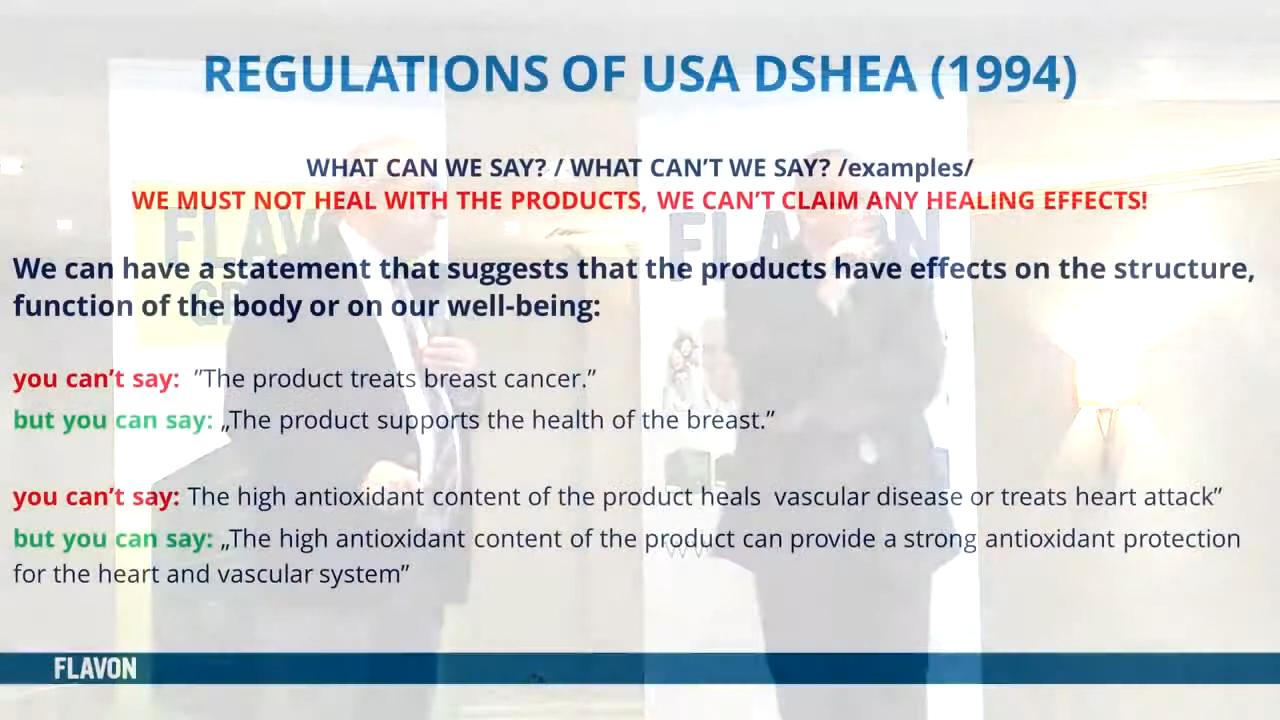 REGULATIONS OF USA DSHEA (1994)
WHAT CAN WE SAY? / WHAT CAN'T WE SAY? /examples/
WE MUST NOT HEAL WITH THE PRODUCTS, WE CAN'T CLAIM ANY HEALING EFFECTS!
We can have a statement that suggests that the products have effects on the structure,
function of the body or on our well-being:
you can't say: ”The product treats breast cancer.”
but you can say: „The product supports the health of the breast.”
you can't say: The high antioxidant content of the product heals vascular disease or treats heart attack”
but you can say: „The high antioxidant content of the product can provide a strong antioxidant protection
for the heart and vascular system”
FLAVON
FLAVON